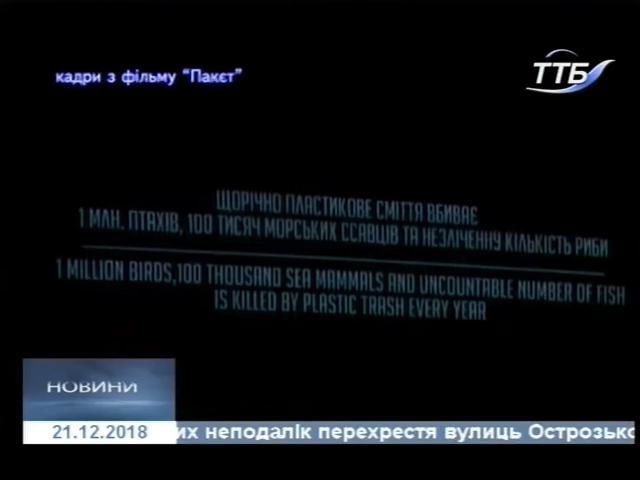 кадри з фільму "Пакєт"
ТТБ
ЩОРІЧНО ПЛАСТИКОВЕ СМІТТЯ ВБИВАЄ
1 МЛН. ПТАХІВ, 100 ТИСЯЧ МОРСЬКИХ ССАВЦІВ ТА НЕЗЛІЧЕННУ КІЛЬКІСТЬ РИБИ
1 MILLION BIRDS,100 THOUSAND SEA MAMMALS AND UNCOUNTABLE NUMBER OF FISH
IS KILLED BY PLASTIC TRASH EVERY YEAR
НОВИНИ
21.12.2018
их неподалік перехрестя вулиць Острозько